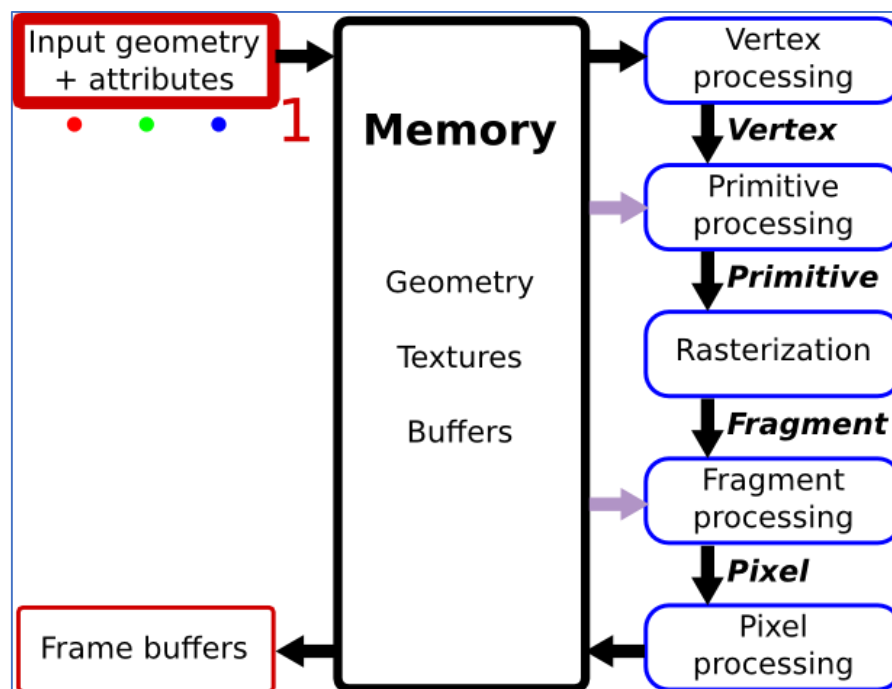 Input geometry
+ attributes
1
Memory
Geometry
Textures
Buffers
Frame buffers
Vertex
processing
Vertex
Primitive
processing
Primitive
Rasterization
Fragment
Fragment
processing
Pixel
Pixel
processing